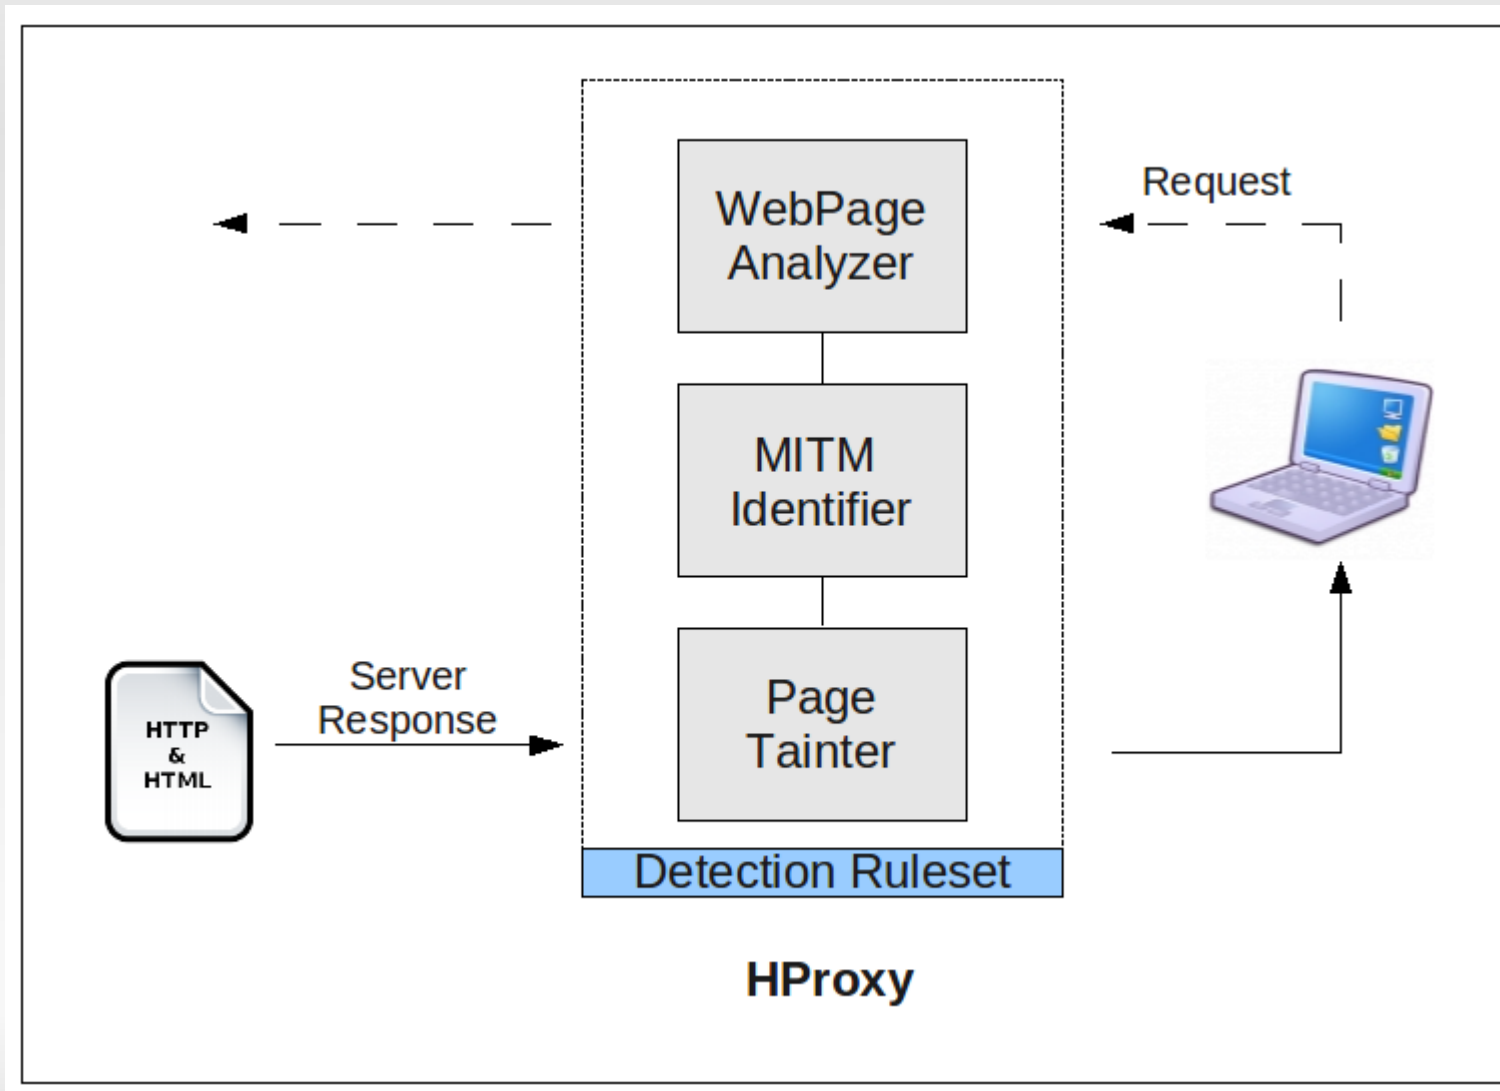 WebPage
Analyzer
Request
MITM
Identifier
Server
Response
HTTP
&
HTML
Page
Tainter
Detection Ruleset
HProxy